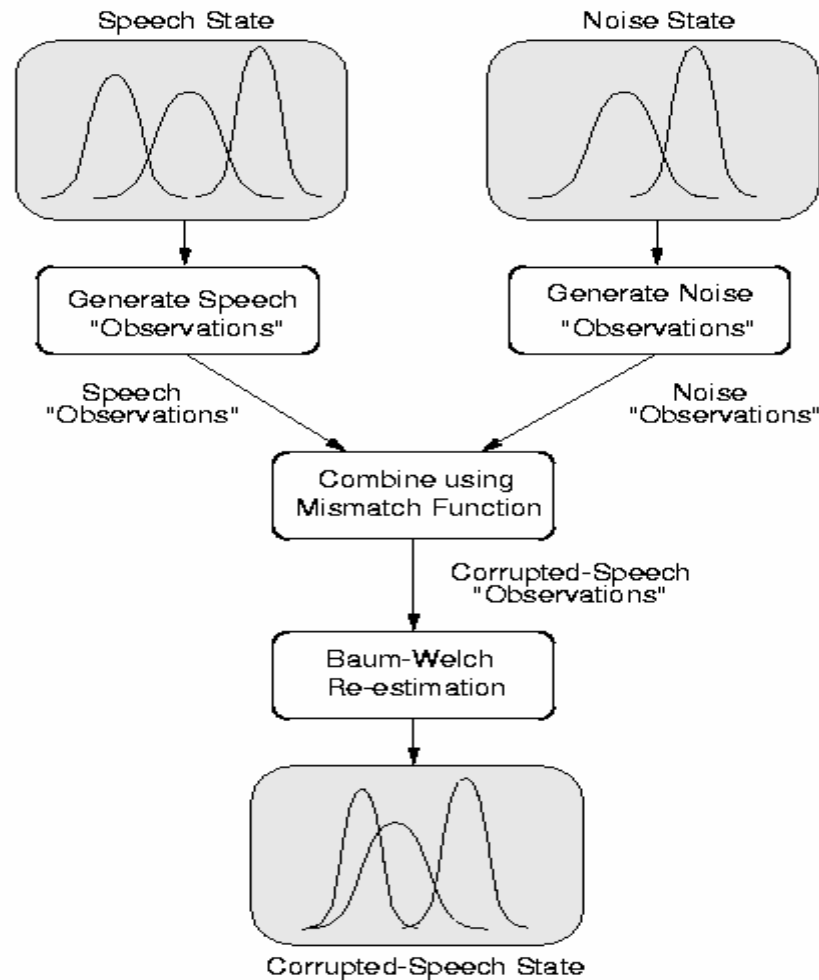 Speech State
Noise State
Generate Speech
"Observations"
Generate Noise
"Observations"
Speech
"Observations"
Noise
"Observations"
Combine using
Mismatch Function
Corrupted-Speech
"Observations"
Baum-Welch
Re-estimation
Corrupted-Speech State